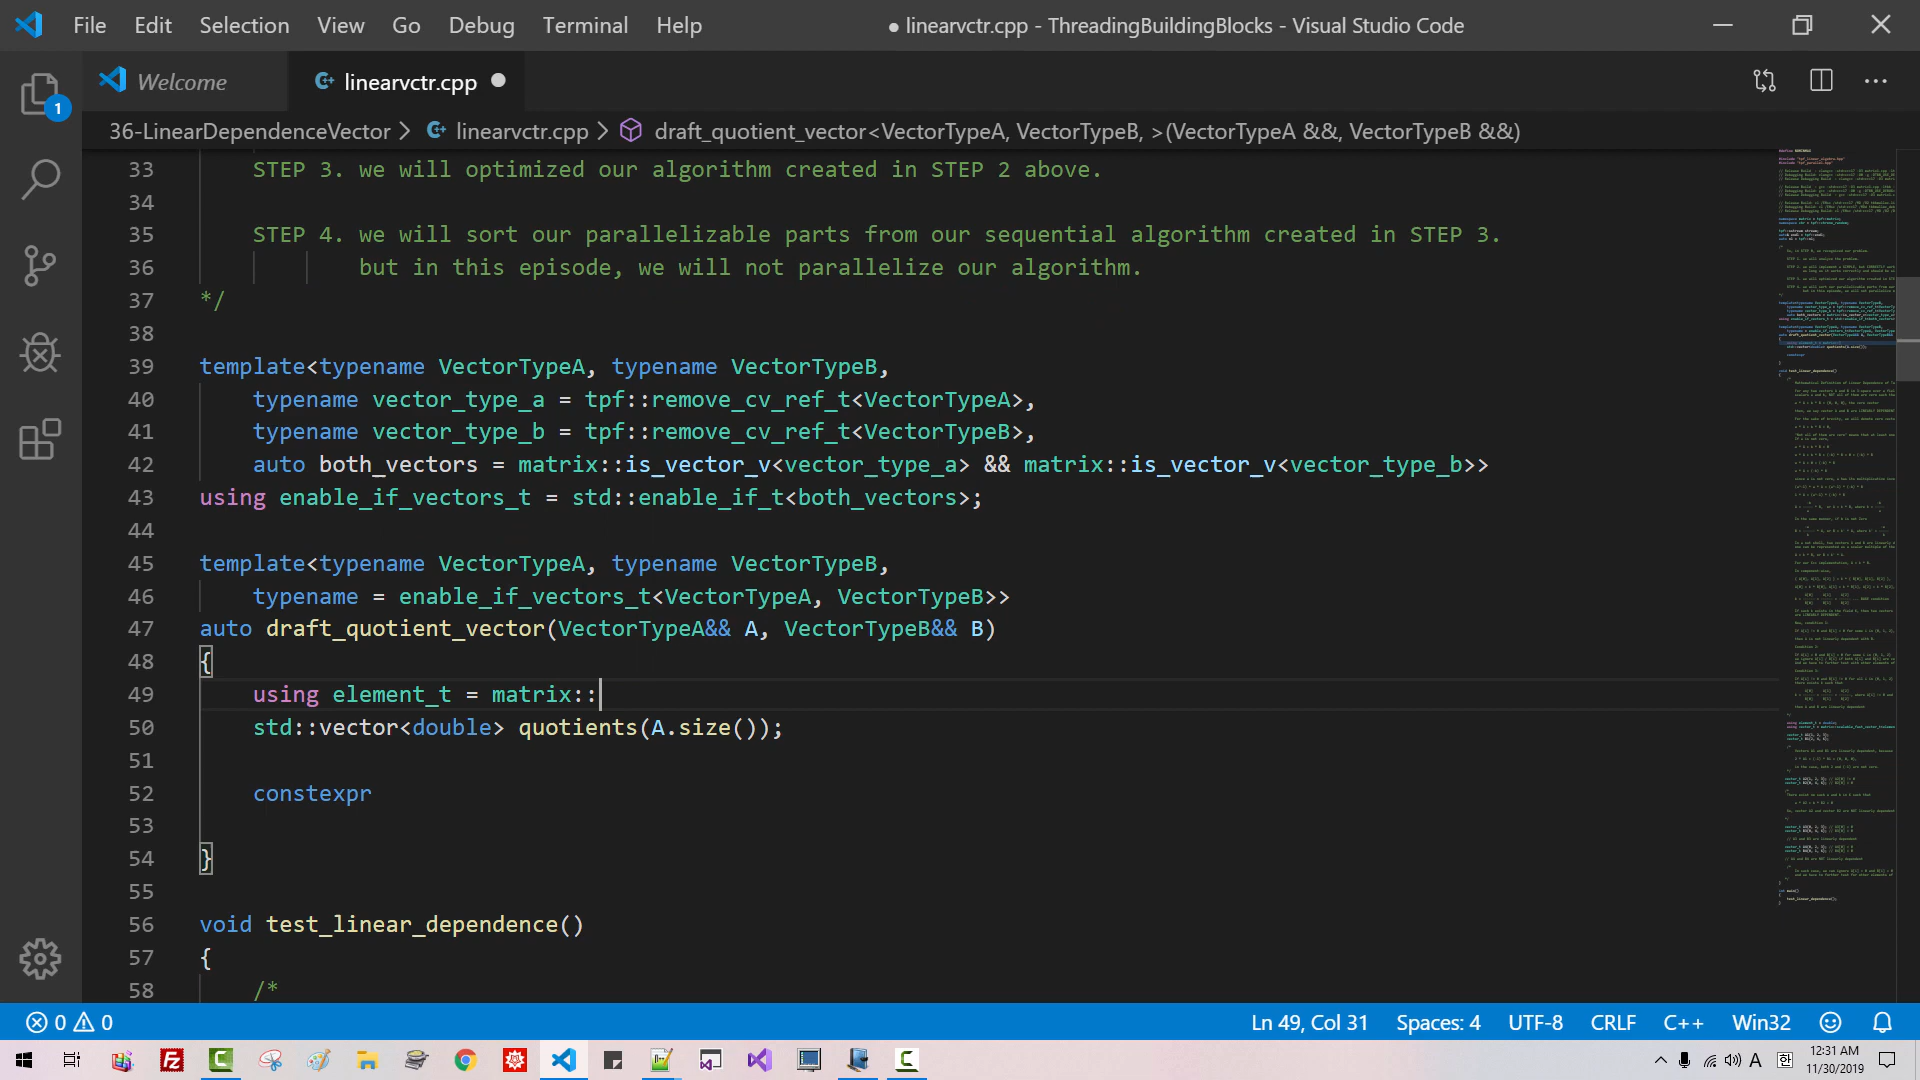 File Edit Selection View Go Debug Terminal Help ● linearvctr.cpp - ThreadingBuildingBlocks - Visual Studio Code
Welcome linearvctr.cpp
1
36-LinearDependenceVector > linearvctr.cpp > draft_quotient_vector<VectorTypeA, VectorTypeB, >(VectorTypeA &&, VectorTypeB &&)
33 STEP 3. we will optimized our algorithm created in STEP 2 above.
34
35 STEP 4. we will sort our parallelizable parts from our sequential algorithm created in STEP 3.
36 but in this episode, we will not parallelize our algorithm.
37 */
38
39 template<typename VectorTypeA, typename VectorTypeB,
40 typename vector_type_a = tpf::remove_cv_ref_t<VectorTypeA>,
41 typename vector_type_b = tpf::remove_cv_ref_t<VectorTypeB>,
42 auto both_vectors = matrix::is_vector_v<vector_type_a> && matrix::is_vector_v<vector_type_b>>
43 using enable_if_vectors_t = std::enable_if_t<both_vectors>;
44
45 template<typename VectorTypeA, typename VectorTypeB,
46 typename = enable_if_vectors_t<VectorTypeA, VectorTypeB>>
47 auto draft_quotient_vector(VectorTypeA&& A, VectorTypeB&& B)
48 {
49 using element_t = matrix::
50 std::vector<double> quotients(A.size());
51
52 constexpr
53
54 }
55
56 void test_linear_dependence()
57 {
58 /*
0 0 Ln 49, Col 31 Spaces: 4 UTF-8 CRLF C++ Win32
A 한 12:31 AM
11/30/2019